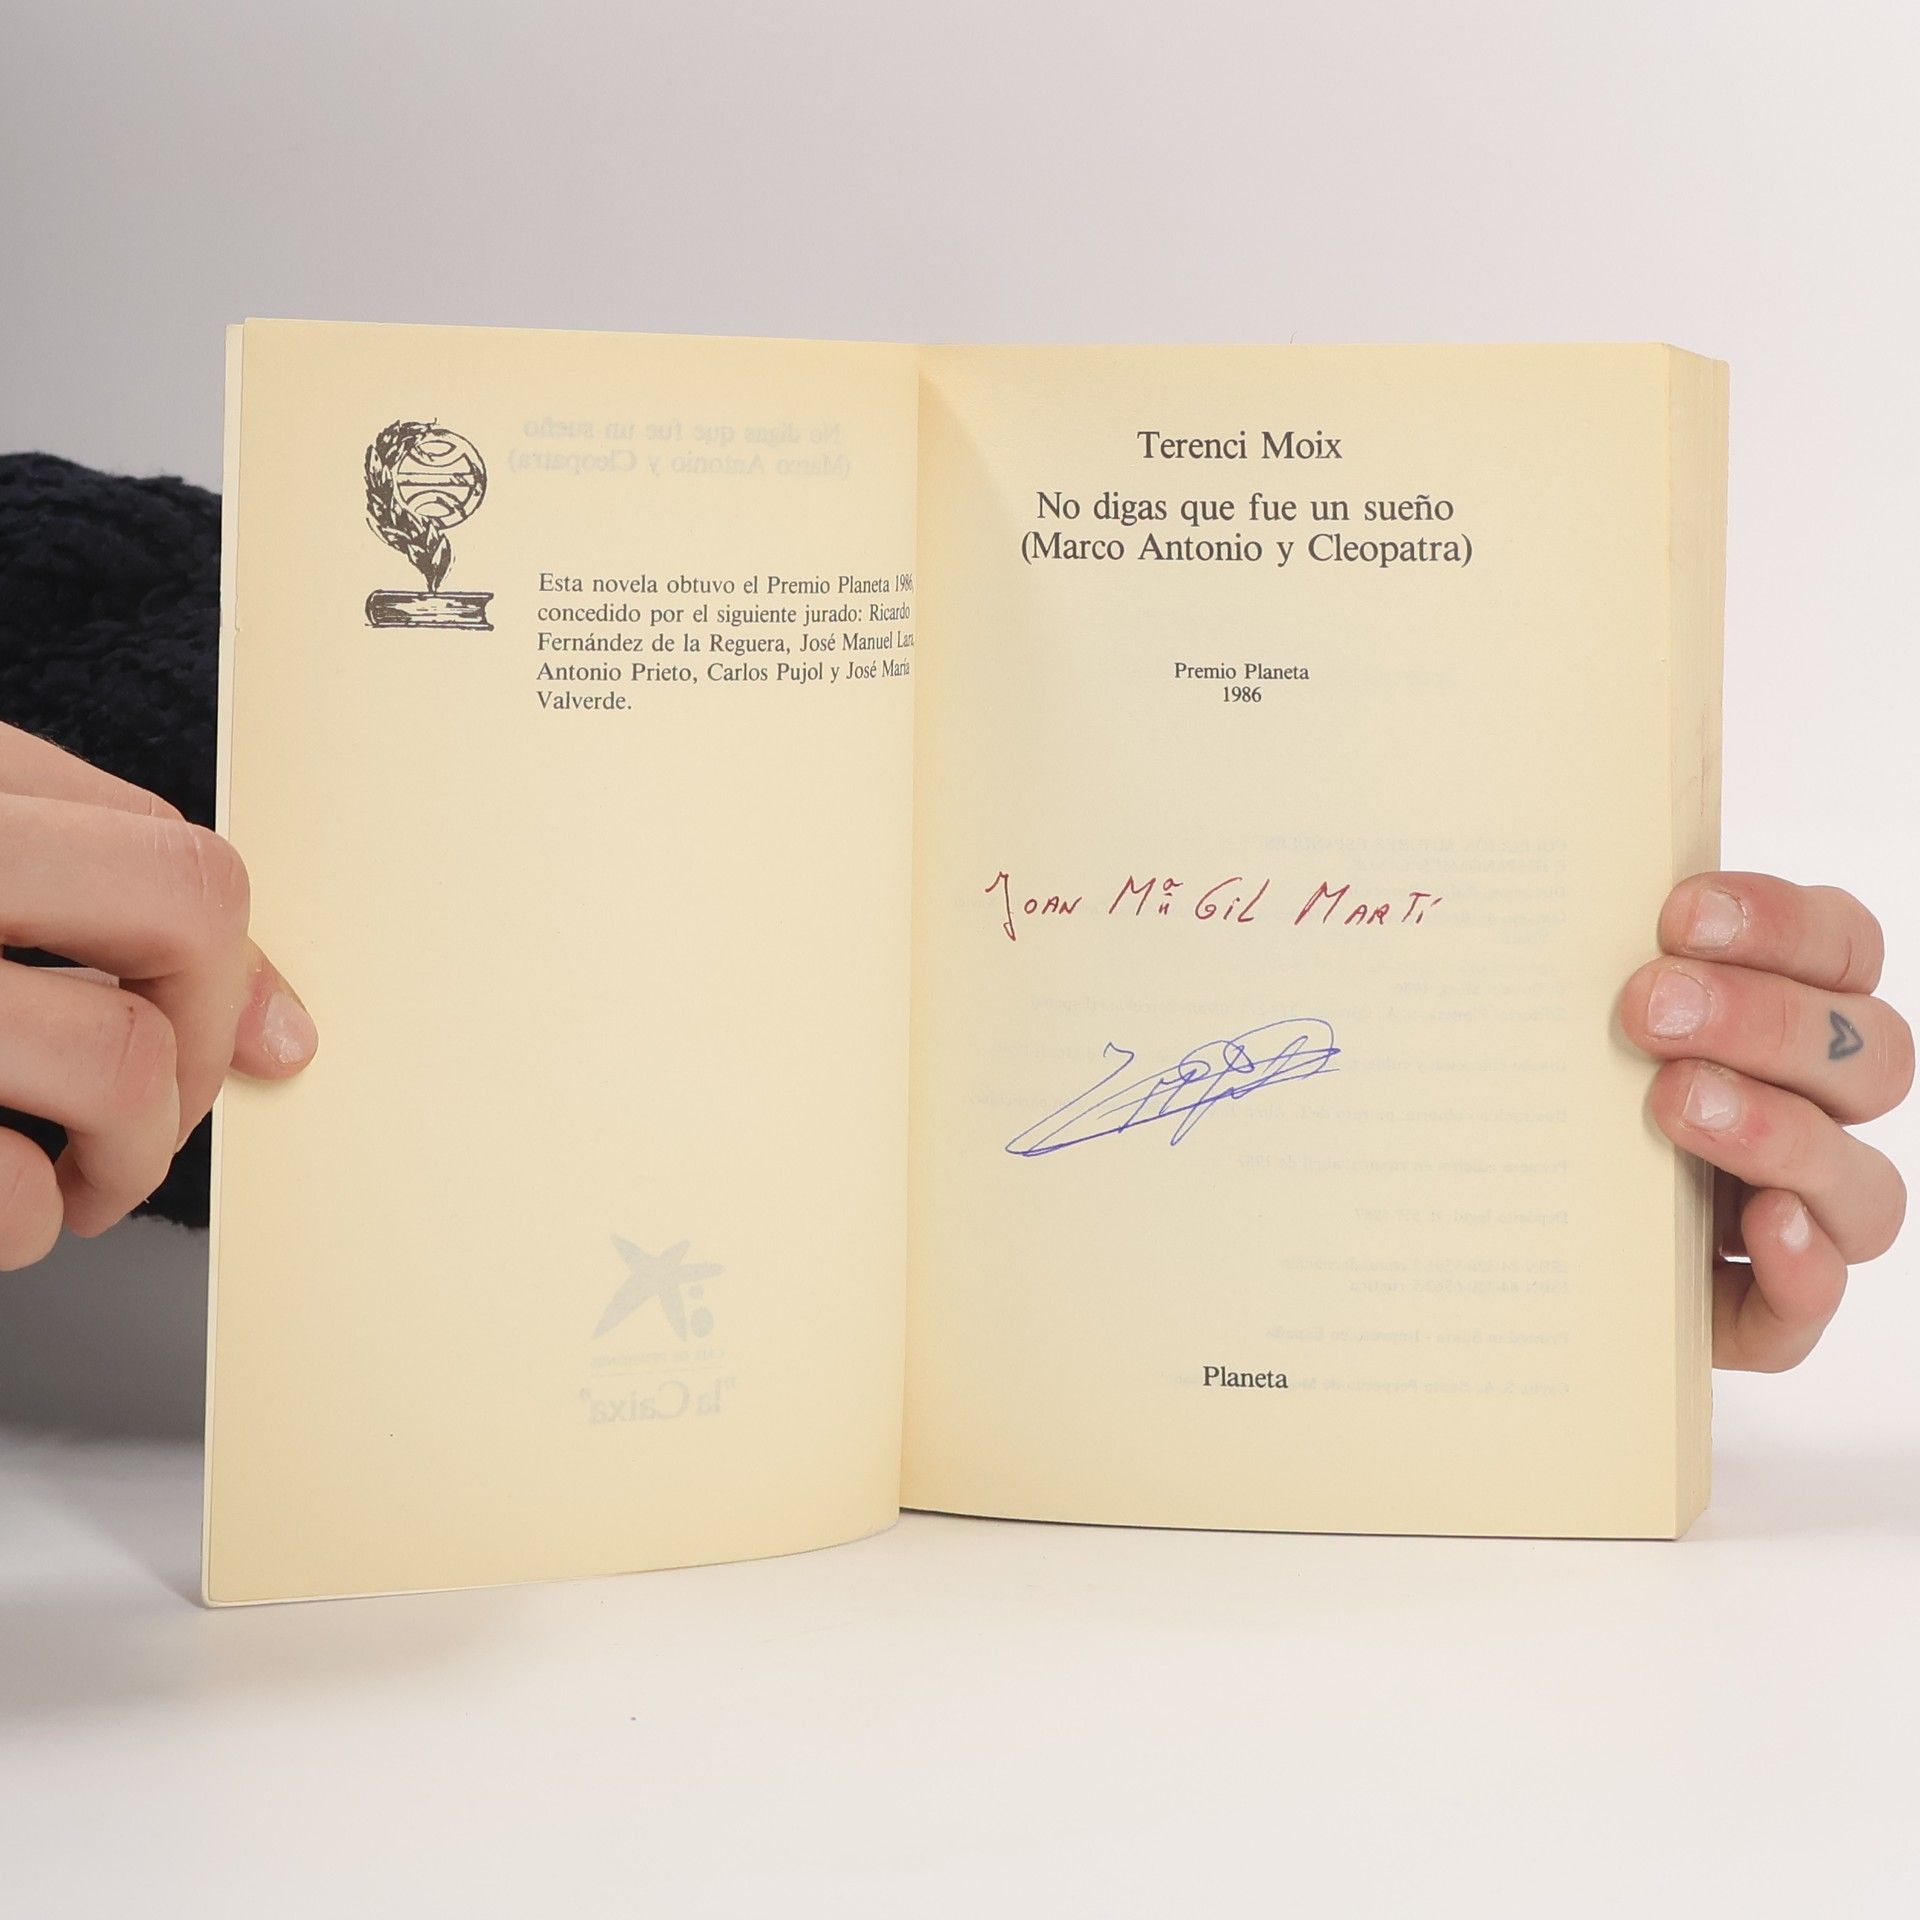 Esta novela obtuvo el Premio Planeta 1986,
concedido por el siguiente jurado: Ricardo
Fernández de la Reguera, José Manuel Lara,
Antonio Prieto, Carlos Pujol y José María
Valverde.
"la Caixa"
Terenci Moix
No digas que fue un sueño
(Marco Antonio y Cleopatra)
Premio Planeta
1986
Joan Mª Gil Martí
Planeta